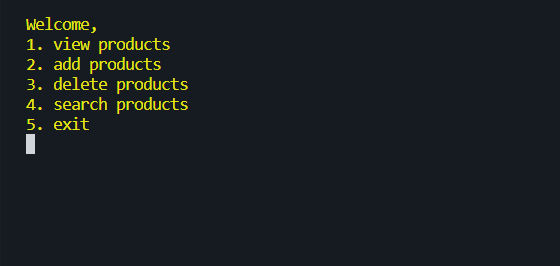 Welcome,
1. view products
2. add products
3. delete products
4. search products
5. exit